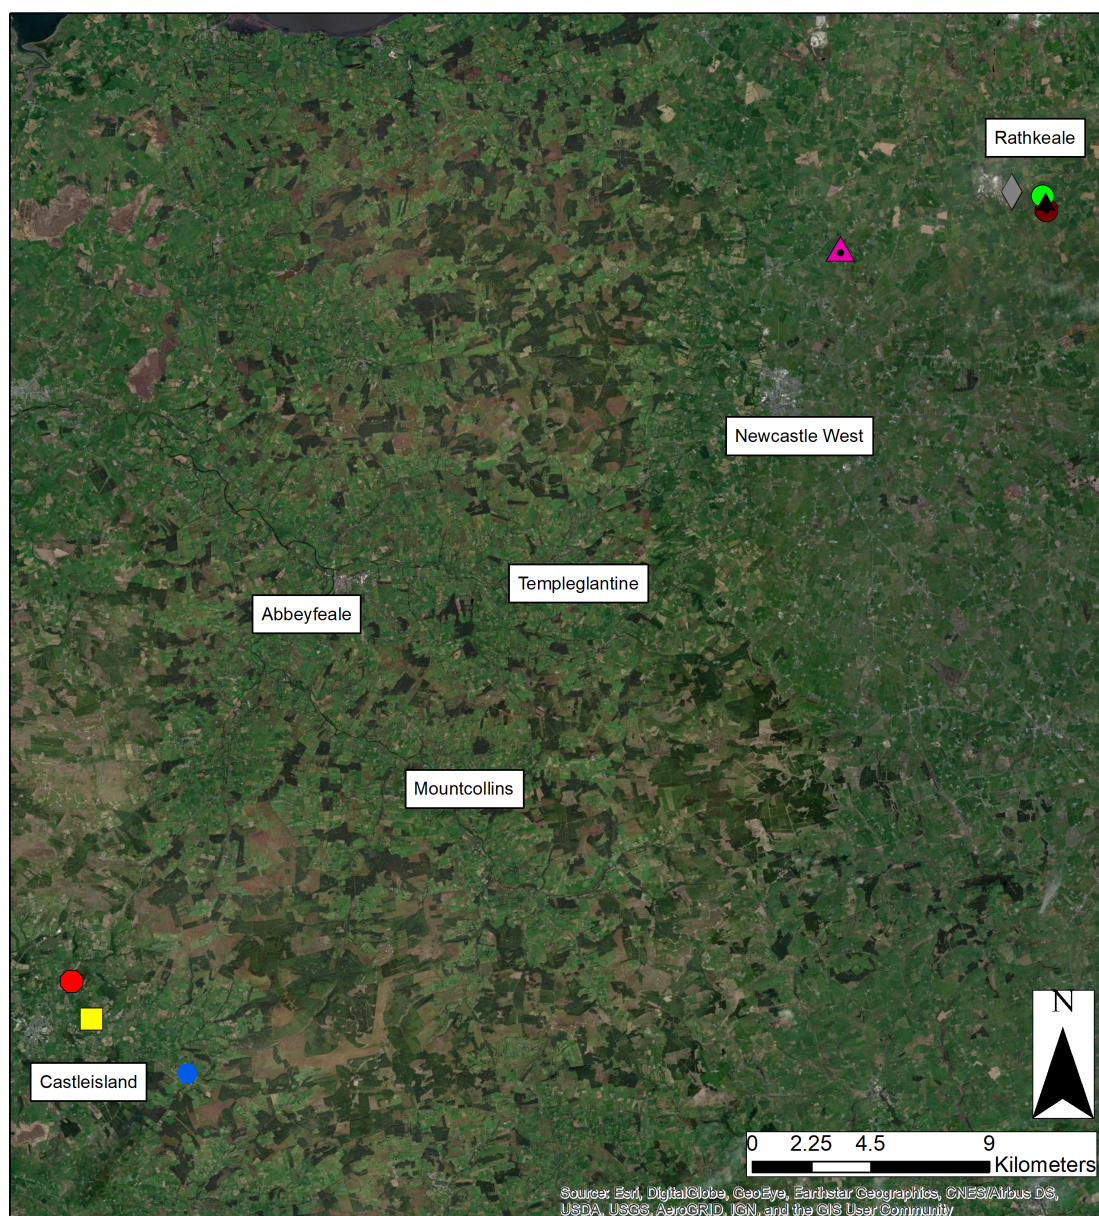 Rathkeale
Newcastle West
Templeglantine
Abbeyfeale
Mountcollins
Castleisland
N
0 2.25 4.5 9
Kilometers
Source: Esri, DigitalGlobe, GeoEye, Earthstar Geographics, CNES/Airbus DS,
USDA, USGS, AeroGRID, IGN, and the GIS User Community